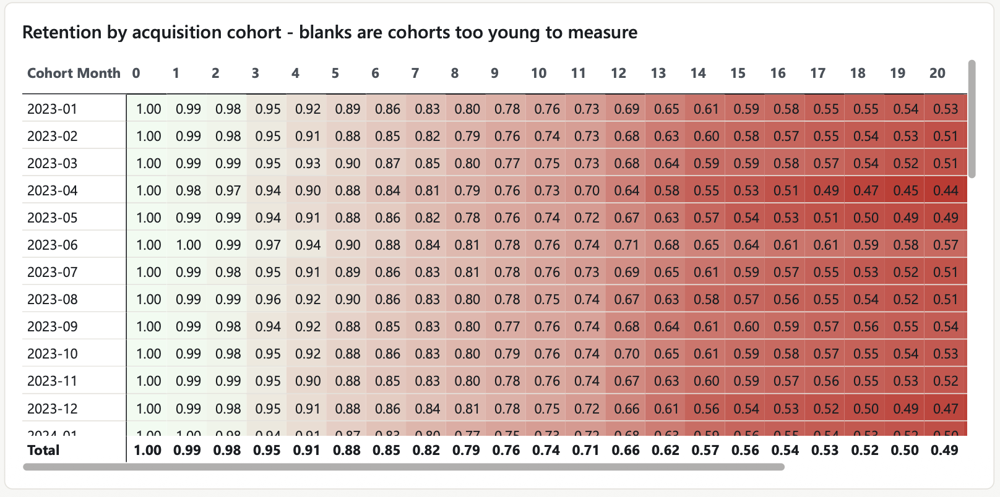 Retention by acquisition cohort - blanks are cohorts too young to measure
Cohort Month 0 1 2 3 4 5 6 7 8 9 10 11 12 13 14 15 16 17 18 19 20
2023-01 1.00 0.99 0.98 0.95 0.92 0.89 0.86 0.83 0.80 0.78 0.76 0.73 0.69 0.65 0.61 0.59 0.58 0.55 0.55 0.54 0.53
2023-02 1.00 0.99 0.98 0.95 0.91 0.88 0.85 0.82 0.79 0.76 0.74 0.73 0.68 0.63 0.60 0.58 0.57 0.55 0.54 0.53 0.51
2023-03 1.00 0.99 0.99 0.95 0.93 0.90 0.87 0.85 0.80 0.77 0.75 0.73 0.68 0.64 0.59 0.59 0.58 0.57 0.54 0.52 0.51
2023-04 1.00 0.98 0.97 0.94 0.90 0.88 0.84 0.81 0.79 0.76 0.73 0.70 0.64 0.58 0.55 0.53 0.51 0.49 0.47 0.45 0.44
2023-05 1.00 0.99 0.99 0.94 0.91 0.88 0.86 0.82 0.78 0.76 0.74 0.72 0.67 0.63 0.57 0.54 0.53 0.51 0.50 0.49 0.49
2023-06 1.00 1.00 0.99 0.97 0.94 0.90 0.88 0.84 0.81 0.78 0.76 0.74 0.71 0.68 0.65 0.64 0.61 0.61 0.59 0.58 0.57
2023-07 1.00 0.99 0.98 0.95 0.91 0.89 0.86 0.83 0.81 0.78 0.76 0.73 0.69 0.65 0.61 0.59 0.57 0.55 0.53 0.52 0.51
2023-08 1.00 0.99 0.99 0.96 0.92 0.90 0.86 0.83 0.80 0.78 0.75 0.74 0.67 0.63 0.58 0.57 0.56 0.55 0.54 0.52 0.51
2023-09 1.00 0.99 0.98 0.94 0.92 0.88 0.85 0.83 0.80 0.77 0.76 0.74 0.68 0.64 0.61 0.60 0.59 0.57 0.56 0.55 0.54
2023-10 1.00 0.99 0.98 0.95 0.92 0.88 0.86 0.83 0.80 0.79 0.76 0.74 0.70 0.65 0.61 0.59 0.58 0.57 0.55 0.54 0.53
2023-11 1.00 0.99 0.99 0.95 0.90 0.88 0.85 0.83 0.80 0.78 0.76 0.74 0.67 0.63 0.60 0.59 0.57 0.56 0.55 0.53 0.52
2023-12 1.00 0.99 0.98 0.95 0.91 0.88 0.86 0.84 0.81 0.78 0.75 0.72 0.66 0.61 0.56 0.54 0.53 0.52 0.50 0.49 0.47
Total 1.00 0.99 0.98 0.95 0.91 0.88 0.85 0.82 0.79 0.76 0.74 0.71 0.66 0.62 0.57 0.56 0.54 0.53 0.52 0.50 0.49